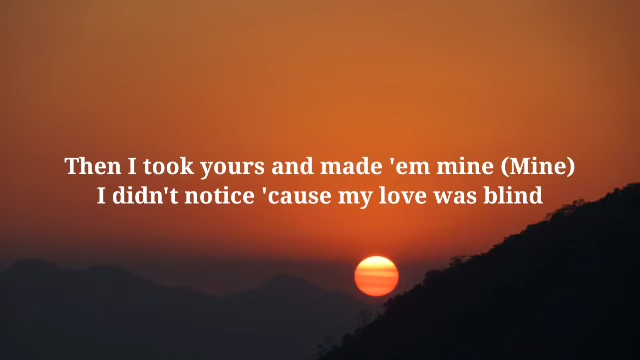 Then I took yours and made 'em mine (Mine)
I didn't notice 'cause my love was blind